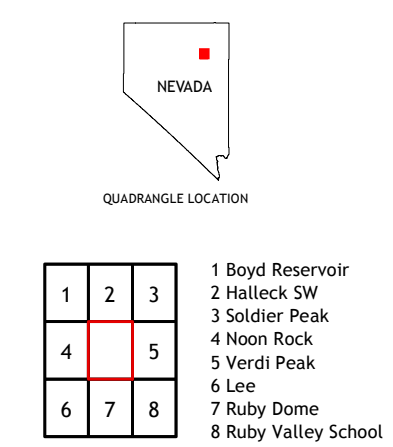 NEVADA
QUADRANGLE LOCATION
1 2 3
4 5
6 7 8
1 Boyd Reservoir
2 Halleck SW
3 Soldier Peak
4 Noon Rock
5 Verdi Peak
6 Lee
7 Ruby Dome
8 Ruby Valley School